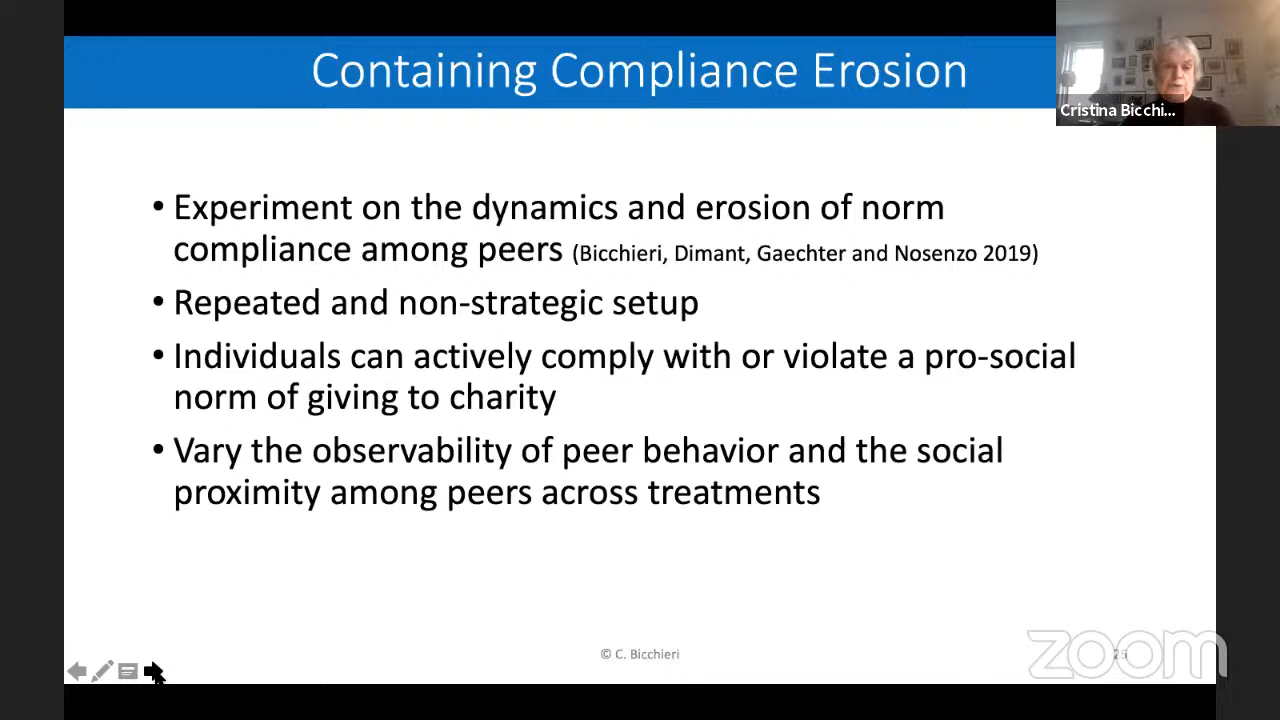 Containing Compliance Erosion
Cristina Bicchi...
• Experiment on the dynamics and erosion of norm
compliance among peers (Bicchieri, Dimant, Gaechter and Nosenzo 2019)
• Repeated and non-strategic setup
• Individuals can actively comply with or violate a pro-social
norm of giving to charity
• Vary the observability of peer behavior and the social
proximity among peers across treatments
© C. Bicchieri
25
zoom